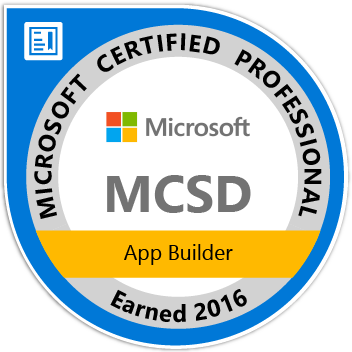 MICROSOFT CERTIFIED PROFESSIONAL
Microsoft
MCSD
App Builder
Earned 2016